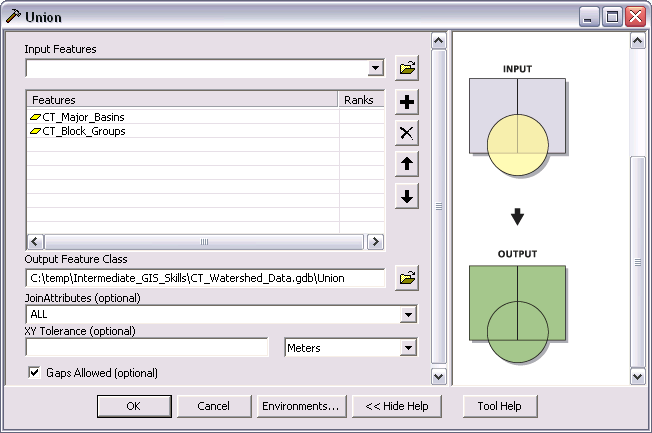 Union
Input Features
Features Ranks
CT_Major_Basins
CT_Block_Groups
Output Feature Class
C:\temp\Intermediate_GIS_Skills\CT_Watershed_Data.gdb\Union
JoinAttributes (optional)
ALL
XY Tolerance (optional)
Meters
Gaps Allowed (optional)
INPUT
OUTPUT
OK Cancel Environments... << Hide Help Tool Help